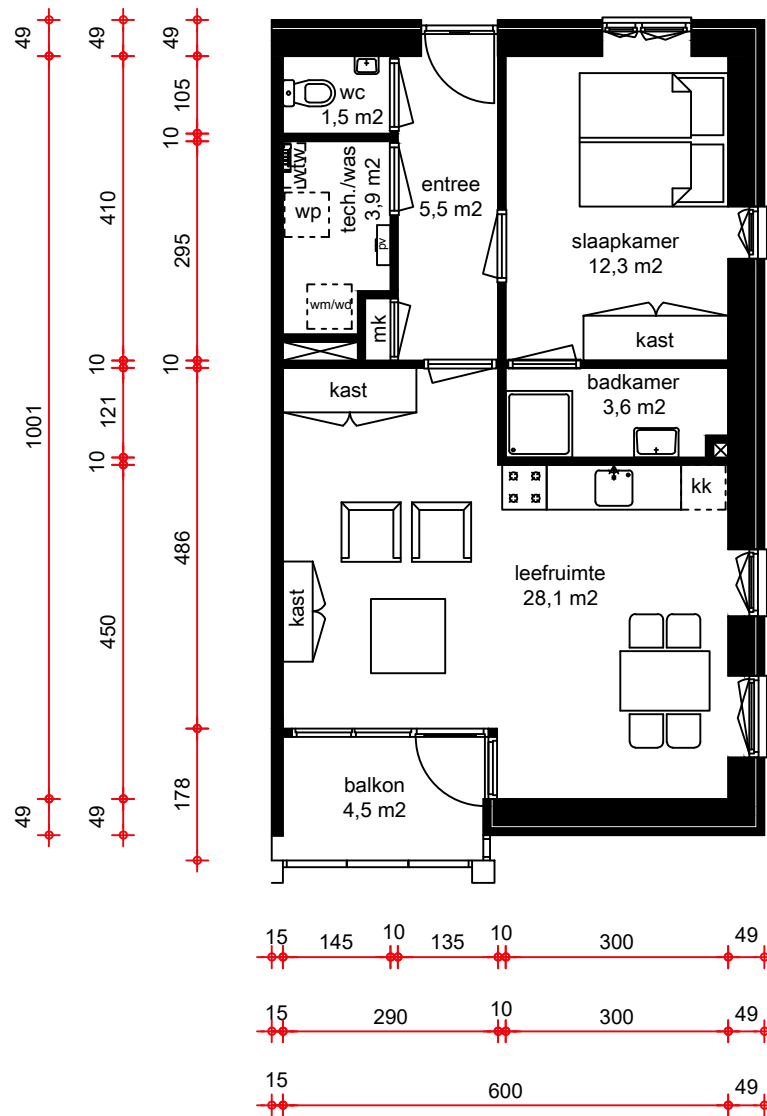 wc
1,5 m2
wtw
tech./was
3,9 m2
wp
pv
entree
5,5 m2
slaapkamer
12,3 m2
wm/wd
mk
kast
kast
badkamer
3,6 m2
kk
leefruimte
28,1 m2
kast
balkon
4,5 m2
49
1001
49
49
410
10
121
10
450
49
49
105
10
295
10
486
178
15
145
10
135
10
300
49
15
290
10
300
49
15
600
49